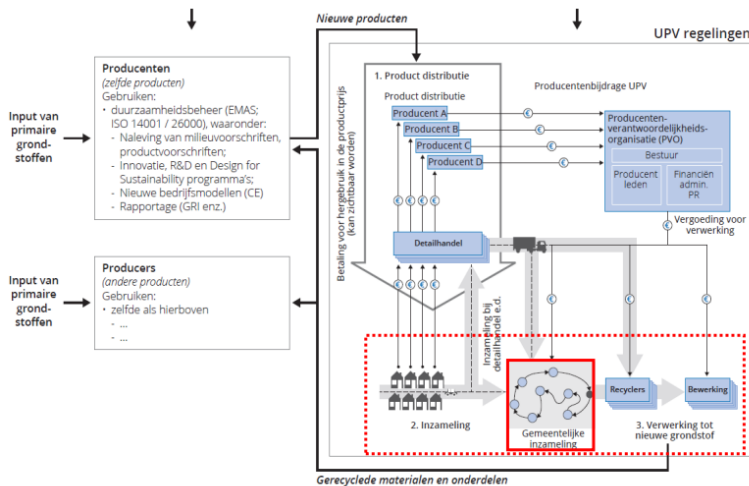 Nieuwe producten
UPV regelingen
Producenten
(zelfde producten)
Gebruiken:
• duurzaamheidsbeheer (EMAS;
ISO 14001 / 26000), waaronder:
- Naleving van milieuvoorschriften,
productvoorschriften;
- Innovatie, R&D en Design for
Sustainability programma's;
- Nieuwe bedrijfsmodellen (CE)
- Rapportage (GRI enz.)
Input van
primaire
grond-
stoffen
Producers
(andere producten)
Gebruiken:
• zelfde als hierboven
- ...
- ...
Input van
primaire
grond-
stoffen
Betaling voor hergebruik in de productprijs
(kan zichtbaar worden)
1. Product distributie
Product distributie
Producent A
Producent B
Producent C
Producent D
Producentenbijdrage UPV
€
€
€
€
€
€
€
€
Producenten-
verantwoordelijkheids-
organisatie (PVO)
Bestuur
Producent
leden
Financiën
admin.
PR
Vergoeding voor
verwerking
€
€ € € €
Detailhandel
€ € € €
Inzameling bij
detailhandel e.d.
€
€
€
2. Inzameling
Gemeentelijke
inzameling
Recyclers
Bewerking
3. Verwerking tot
nieuwe grondstof
Gerecyclede materialen en onderdelen